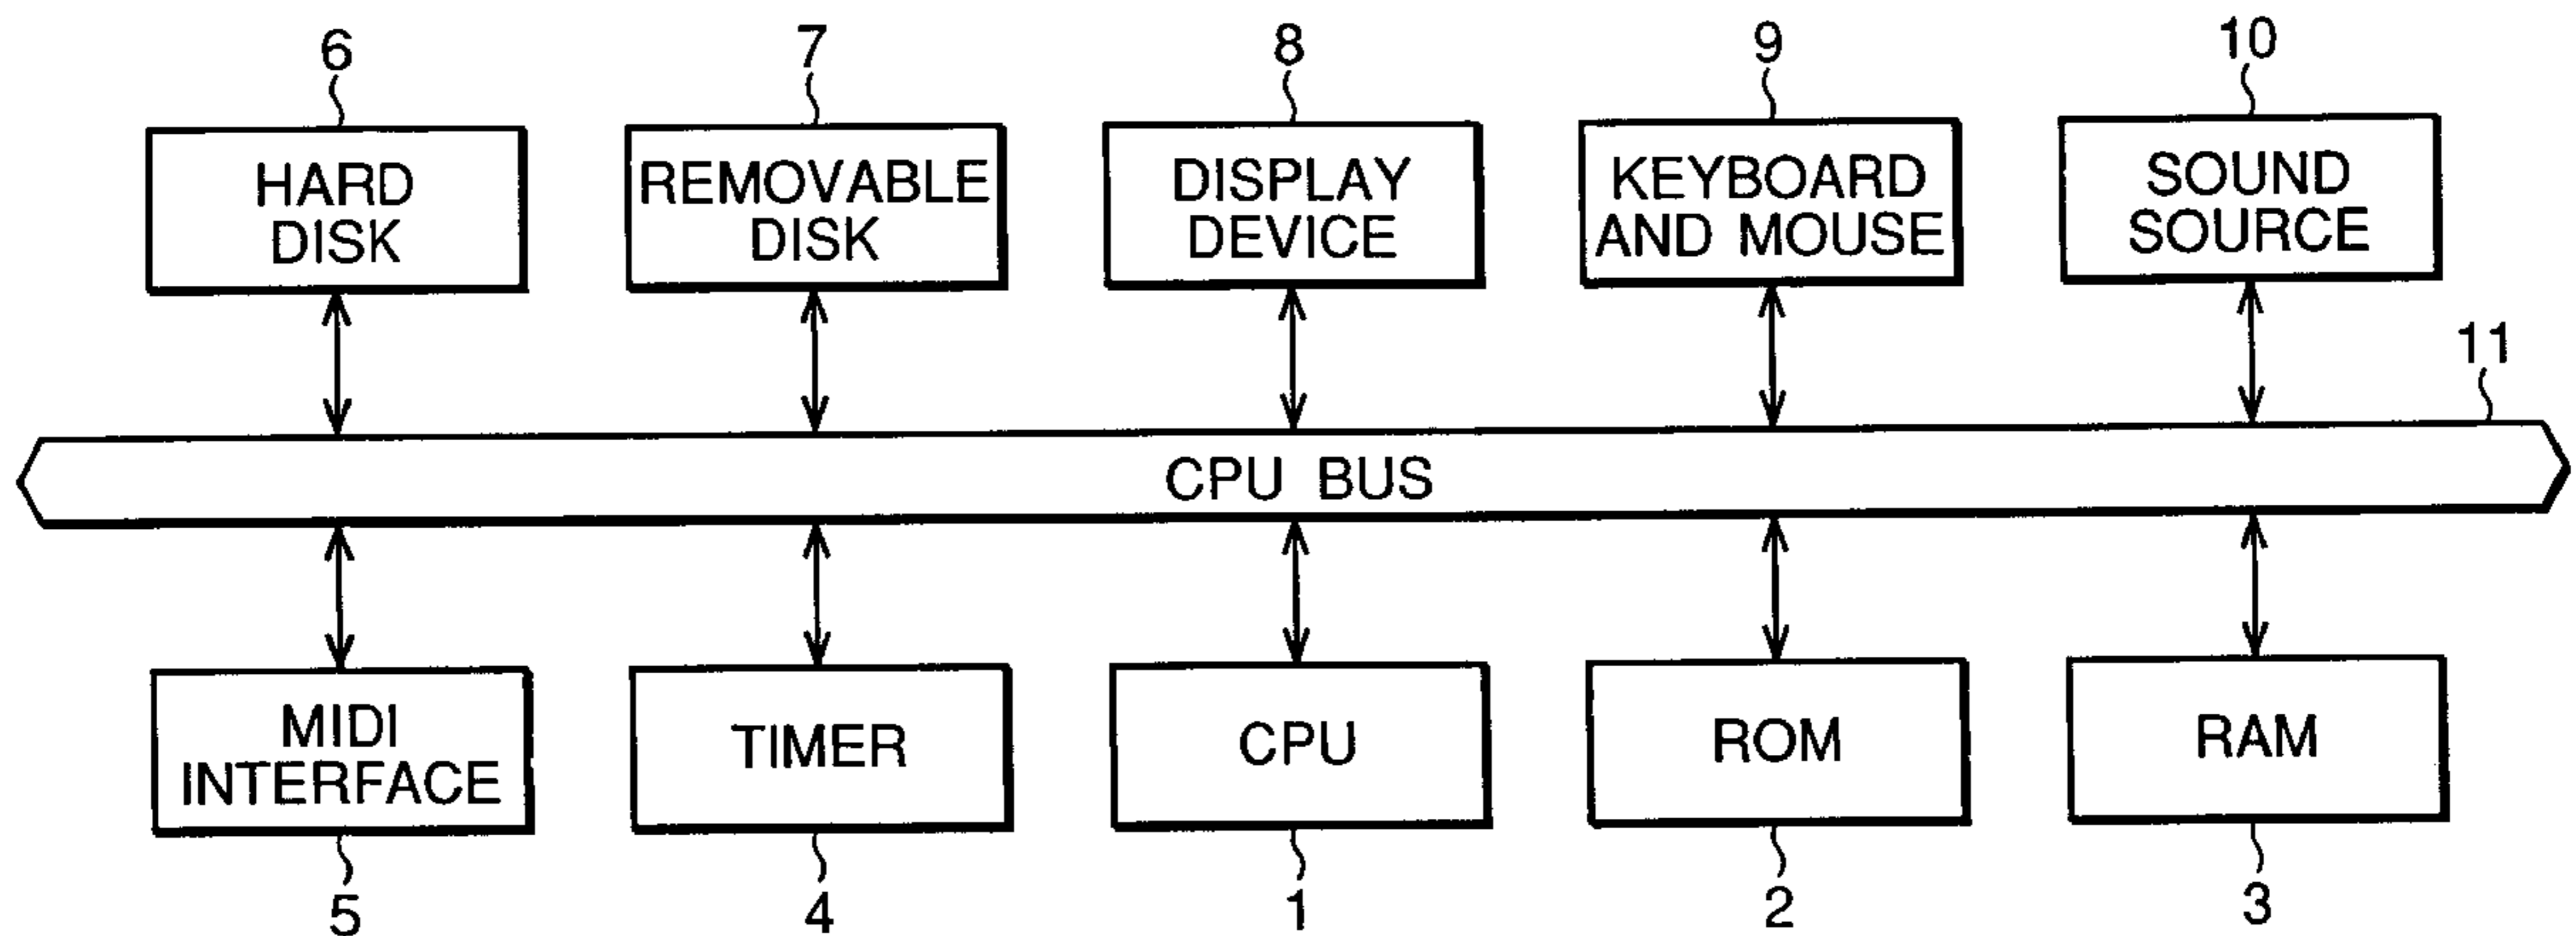 6
7
8
9
10
HARD
DISK
REMOVABLE
DISK
DISPLAY
DEVICE
KEYBOARD
AND MOUSE
SOUND
SOURCE
11
CPU BUS
MIDI
INTERFACE
TIMER
CPU
ROM
RAM
5
4
1
2
3